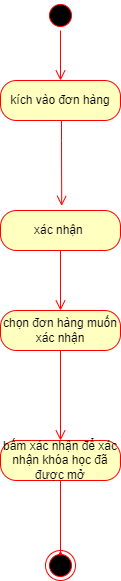 kích vào đơn hàng
xác nhận
chọn đơn hàng muốn
xác nhận
bấm xác nhận để xác
nhận khóa học đã
được mở